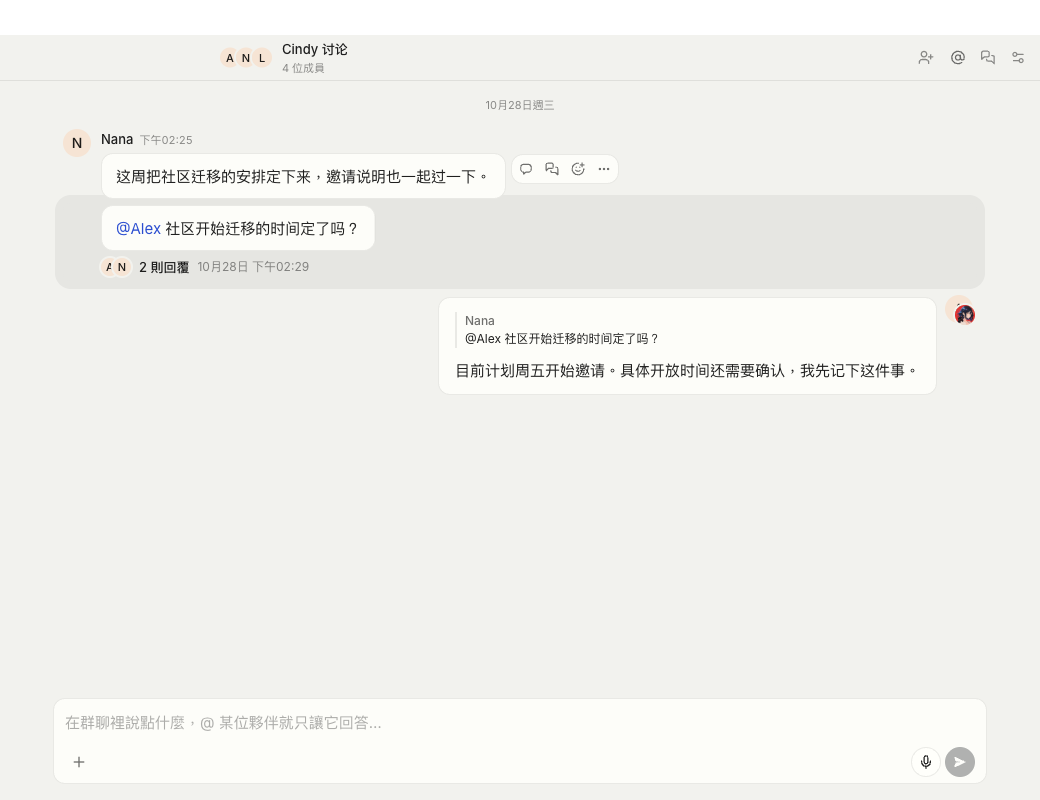 A N L
Cindy 讨论
4 位成員
10月28日週三
N
Nana 下午02:25
这周把社区迁移的安排定下来，邀请说明也一起过一下。
@Alex 社区开始迁移的时间定了吗？
A N 2 則回覆 10月28日 下午02:29
Nana
@Alex 社区开始迁移的时间定了吗？
目前计划周五开始邀请。具体开放时间还需要确认，我先记下这件事。
在群聊裡說點什麼，@ 某位夥伴就只讓它回答...